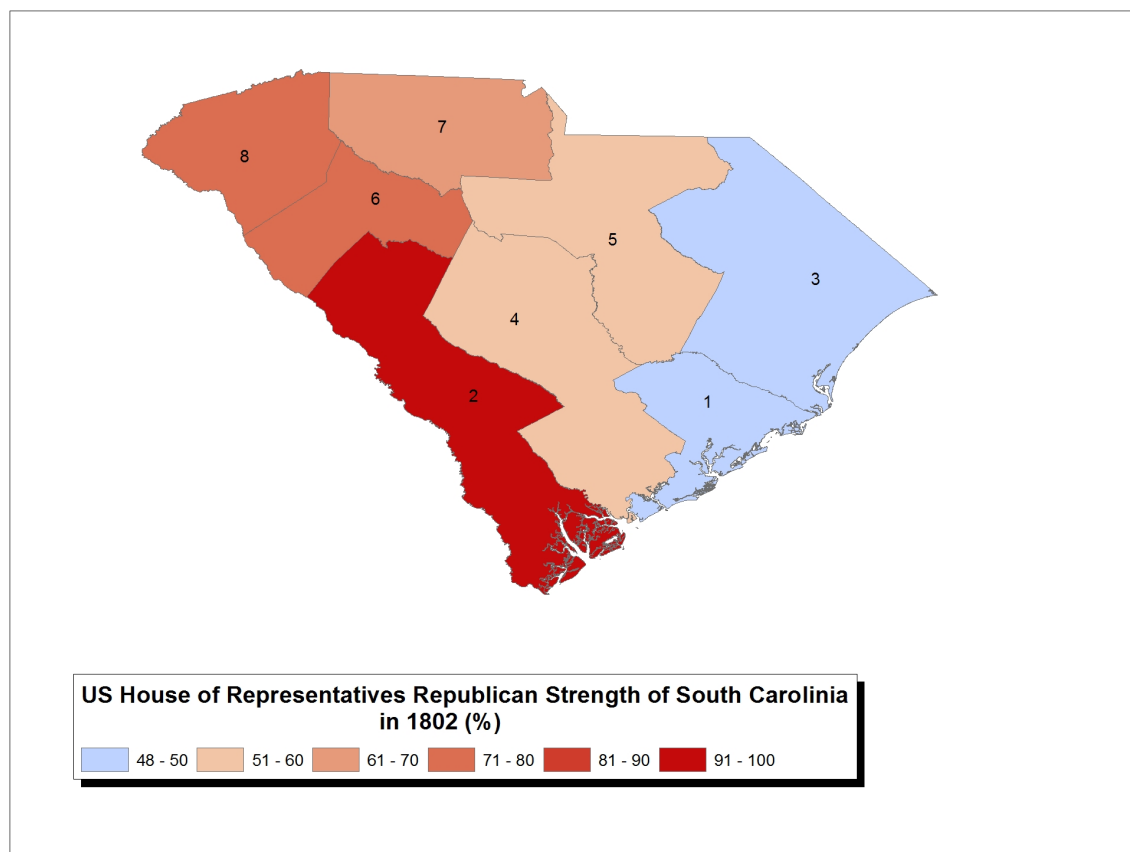 7
8
6
5
3
4
2
1
US House of Representatives Republican Strength of South Carolinia
in 1802 (%)
48 - 50 51 - 60 61 - 70 71 - 80 81 - 90 91 - 100